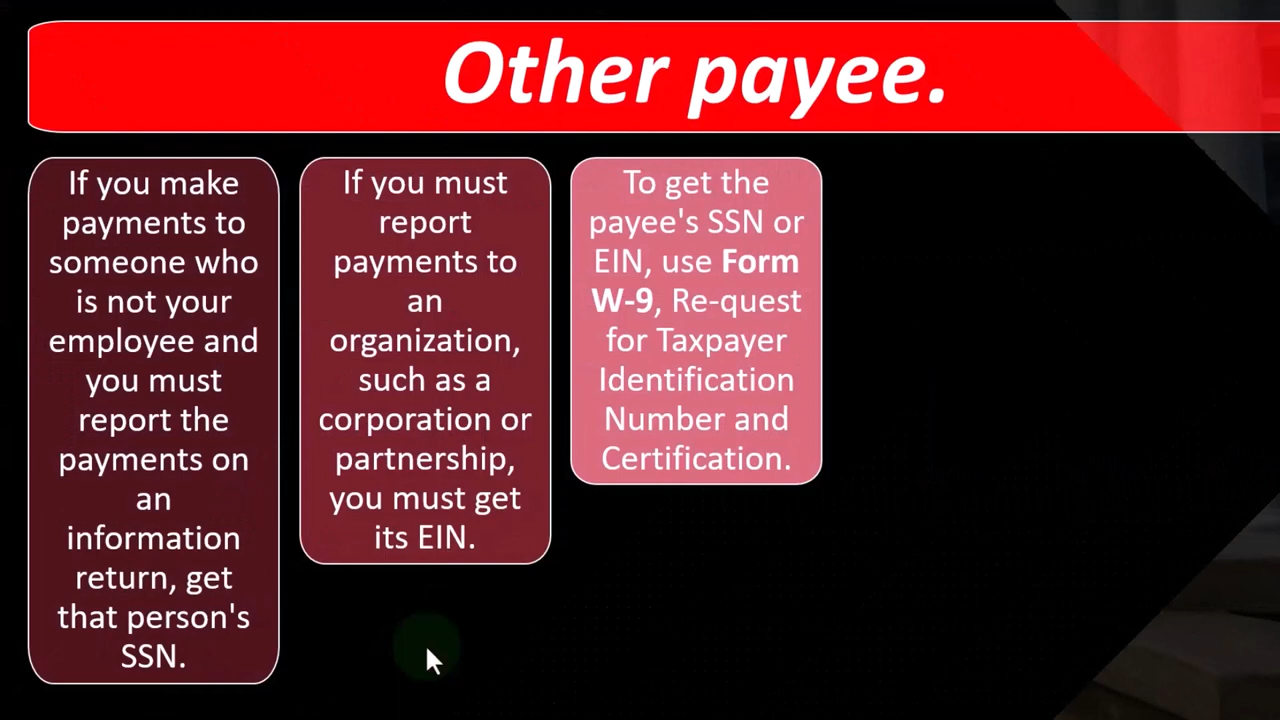 Other payee.
If you make
payments to
someone who
is not your
employee and
you must
report the
payments on
an
information
return, get
that person's
SSN.
If you must
report
payments to
an
organization,
such as a
corporation or
partnership,
you must get
its EIN.
To get the
payee's SSN or
EIN, use Form
W-9, Re-quest
for Taxpayer
Identification
Number and
Certification.